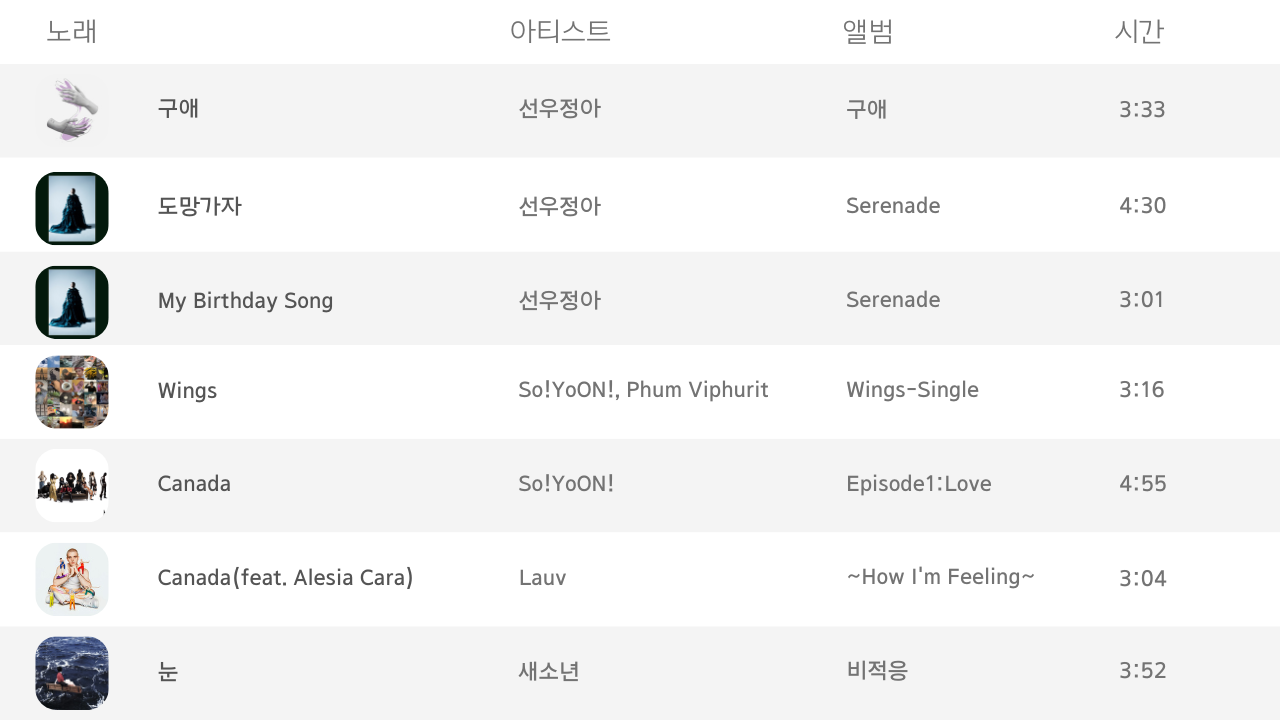 노래 아티스트 앨범 시간
구애 선우정아 구애 3:33
도망가자 선우정아 Serenade 4:30
My Birthday Song 선우정아 Serenade 3:01
Wings So!YoON!, Phum Viphurit Wings-Single 3:16
Canada So!YoON! Episode1:Love 4:55
Canada(feat. Alesia Cara) Lauv ~How I'm Feeling~ 3:04
눈 새소년 비적응 3:52